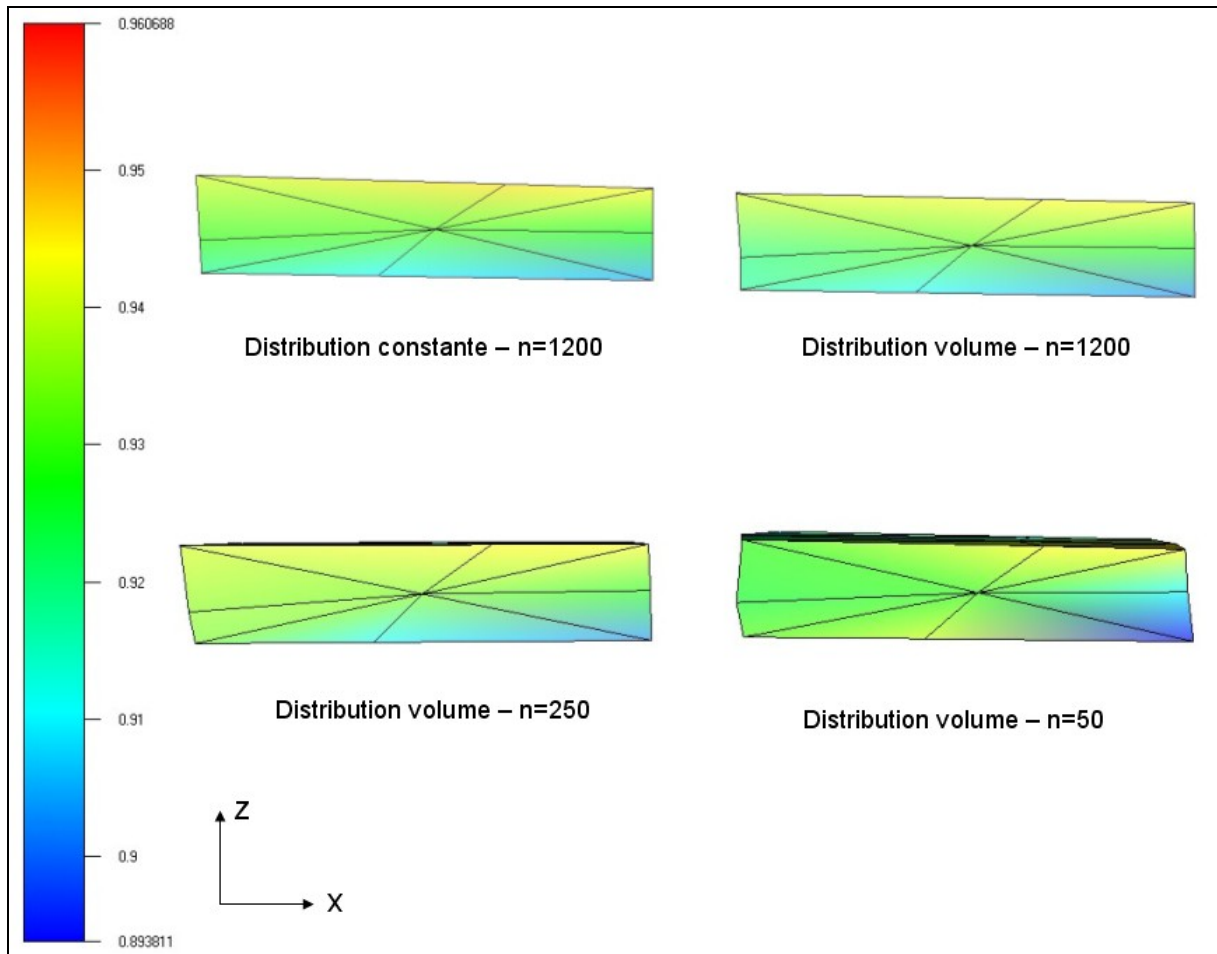 0.960688
0.95
0.94
0.93
0.92
0.91
0.9
0.893811
Distribution constante – n=1200
Distribution volume – n=1200
Distribution volume – n=250
Distribution volume – n=50
Z
X